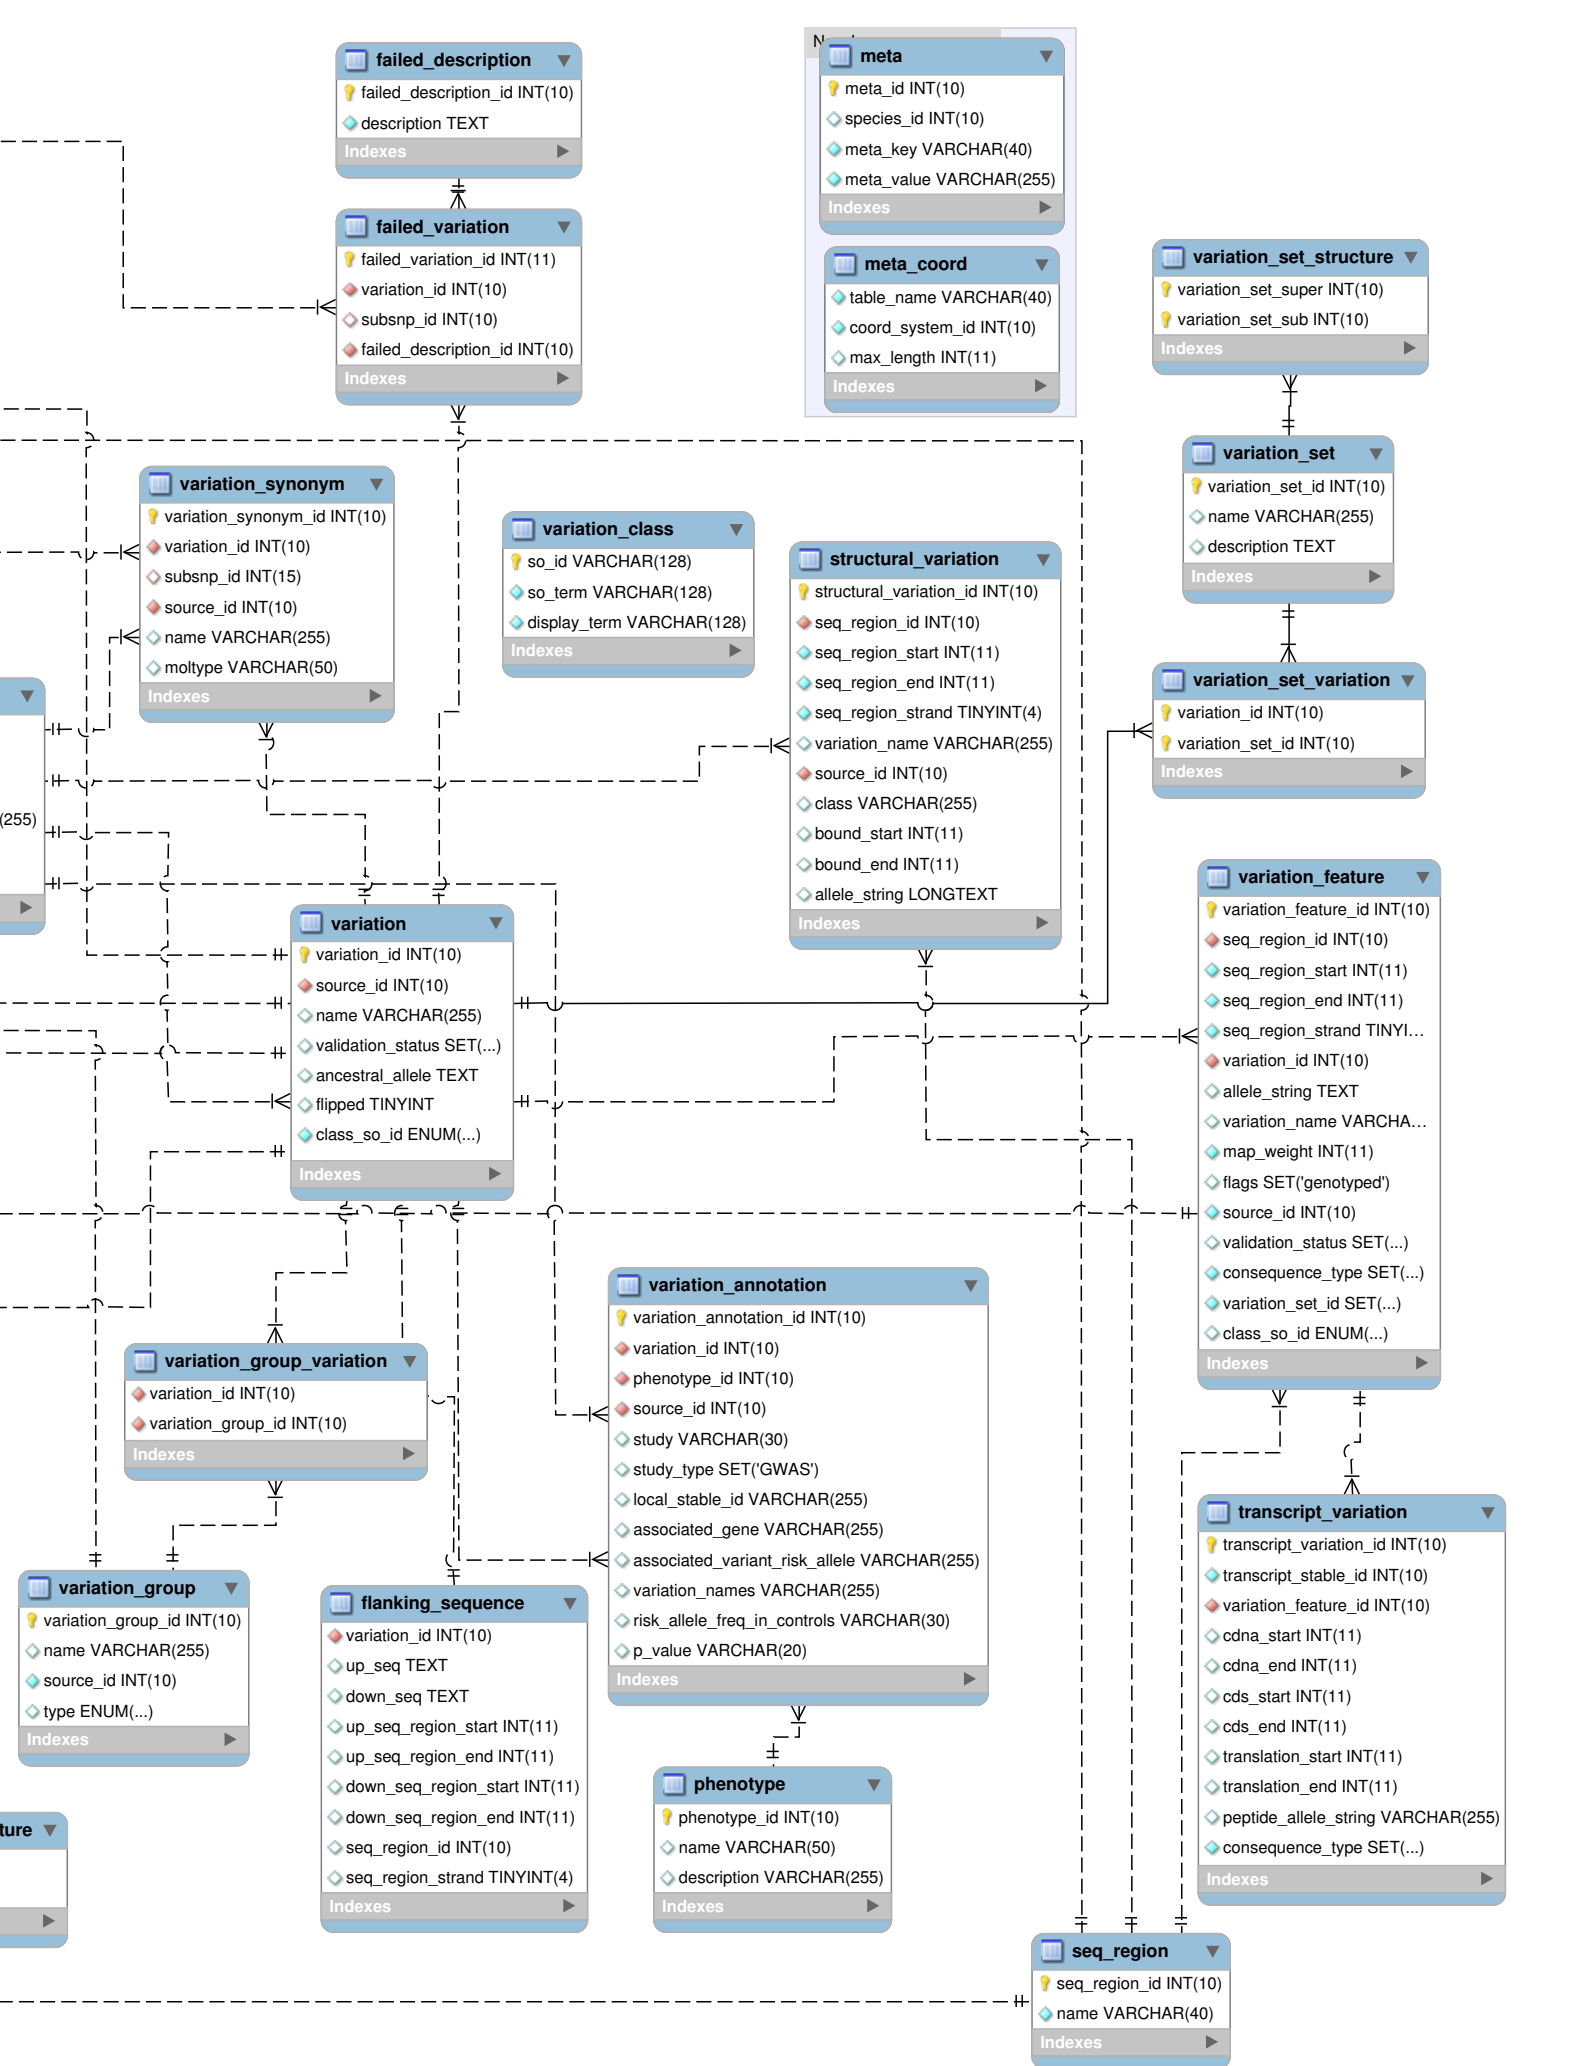 failed_description
failed_description_id INT(10)
description TEXT
Indexes
meta
meta_id INT(10)
species_id INT(10)
meta_key VARCHAR(40)
meta_value VARCHAR(255)
Indexes
failed_variation
failed_variation_id INT(11)
variation_id INT(10)
subsnp_id INT(10)
failed_description_id INT(10)
Indexes
meta_coord
table_name VARCHAR(40)
coord_system_id INT(10)
max_length INT(11)
Indexes
variation_set_structure
variation_set_super INT(10)
variation_set_sub INT(10)
Indexes
variation_set
variation_set_id INT(10)
name VARCHAR(255)
description TEXT
Indexes
variation_synonym
variation_synonym_id INT(10)
variation_id INT(10)
subsnp_id INT(15)
source_id INT(10)
name VARCHAR(255)
moltype VARCHAR(50)
Indexes
variation_class
so_id VARCHAR(128)
so_term VARCHAR(128)
display_term VARCHAR(128)
Indexes
structural_variation
structural_variation_id INT(10)
seq_region_id INT(10)
seq_region_start INT(11)
seq_region_end INT(11)
seq_region_strand TINYINT(4)
variation_name VARCHAR(255)
source_id INT(10)
class VARCHAR(255)
bound_start INT(11)
bound_end INT(11)
allele_string LONGTEXT
Indexes
variation_set_variation
variation_id INT(10)
variation_set_id INT(10)
Indexes
(255)
variation
variation_id INT(10)
source_id INT(10)
name VARCHAR(255)
validation_status SET(...)
ancestral_allele TEXT
flipped TINYINT
class_so_id ENUM(...)
Indexes
variation_feature
variation_feature_id INT(10)
seq_region_id INT(10)
seq_region_start INT(11)
seq_region_end INT(11)
seq_region_strand TINYI...
variation_id INT(10)
allele_string TEXT
variation_name VARCHA...
map_weight INT(11)
flags SET('genotyped')
source_id INT(10)
validation_status SET(...)
consequence_type SET(...)
variation_set_id SET(...)
class_so_id ENUM(...)
Indexes
variation_annotation
variation_annotation_id INT(10)
variation_id INT(10)
phenotype_id INT(10)
source_id INT(10)
study VARCHAR(30)
study_type SET('GWAS')
local_stable_id VARCHAR(255)
associated_gene VARCHAR(255)
associated_variant_risk_allele VARCHAR(255)
variation_names VARCHAR(255)
risk_allele_freq_in_controls VARCHAR(30)
p_value VARCHAR(20)
Indexes
variation_group_variation
variation_id INT(10)
variation_group_id INT(10)
Indexes
variation_group
variation_group_id INT(10)
name VARCHAR(255)
source_id INT(10)
type ENUM(...)
Indexes
flanking_sequence
variation_id INT(10)
up_seq TEXT
down_seq TEXT
up_seq_region_start INT(11)
up_seq_region_end INT(11)
down_seq_region_start INT(11)
down_seq_region_end INT(11)
seq_region_id INT(10)
seq_region_strand TINYINT(4)
Indexes
transcript_variation
transcript_variation_id INT(10)
transcript_stable_id INT(10)
variation_feature_id INT(10)
cdna_start INT(11)
cdna_end INT(11)
cds_start INT(11)
cds_end INT(11)
translation_start INT(11)
translation_end INT(11)
peptide_allele_string VARCHAR(255)
consequence_type SET(...)
Indexes
phenotype
phenotype_id INT(10)
name VARCHAR(50)
description VARCHAR(255)
Indexes
ture
seq_region
seq_region_id INT(10)
name VARCHAR(40)
Indexes